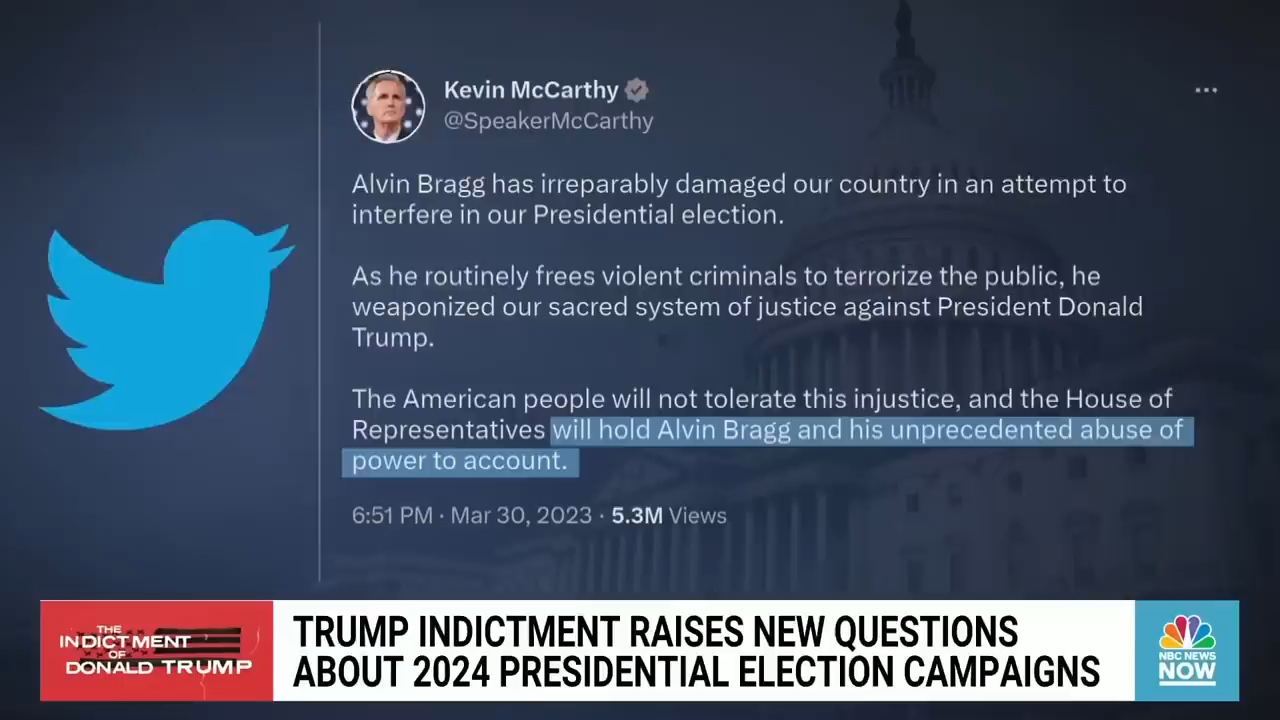 Kevin McCarthy
@SpeakerMcCarthy
Alvin Bragg has irreparably damaged our country in an attempt to
interfere in our Presidential election.
As he routinely frees violent criminals to terrorize the public, he
weaponized our sacred system of justice against President Donald
Trump.
The American people will not tolerate this injustice, and the House of
Representatives will hold Alvin Bragg and his unprecedented abuse of
power to account.
6:51 PM · Mar 30, 2023 · 5.3M Views
THE
INDICTMENT
OF
DONALD TRUMP
TRUMP INDICTMENT RAISES NEW QUESTIONS
ABOUT 2024 PRESIDENTIAL ELECTION CAMPAIGNS
NBC NEWS
NOW